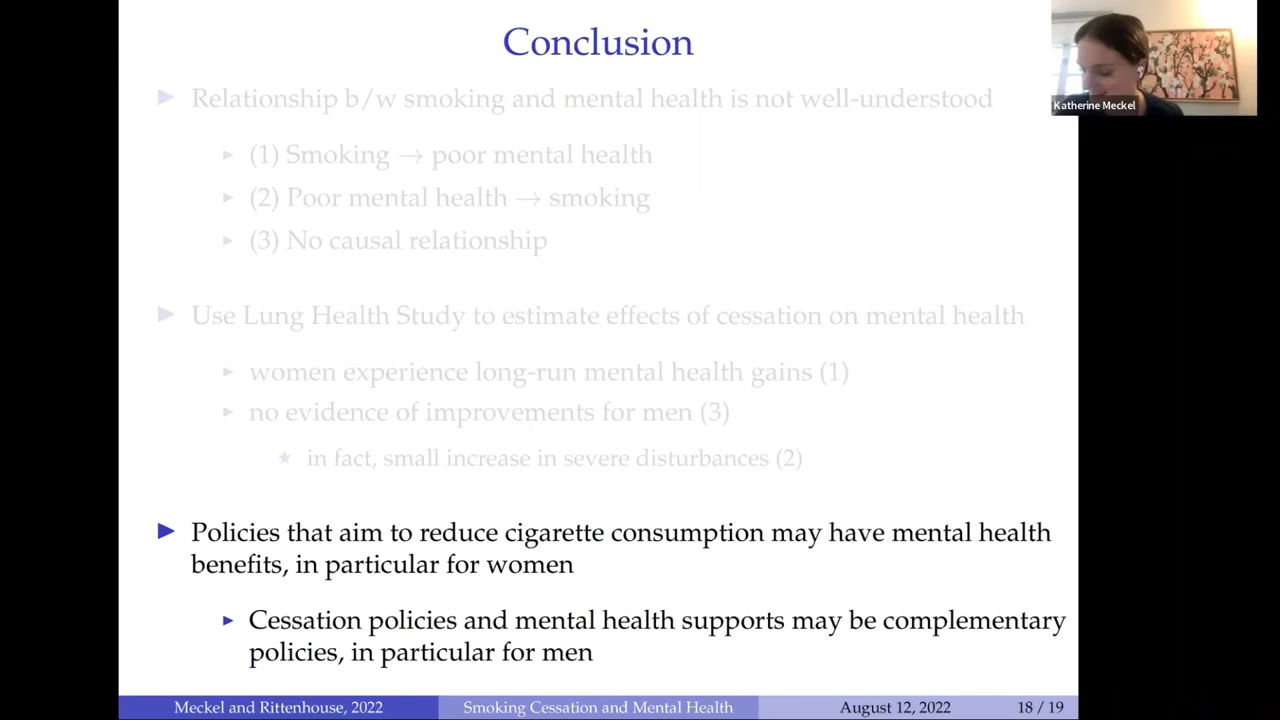 Conclusion
Katherine Meckel
Relationship b/w smoking and mental health is not well-understood
(1) Smoking → poor mental health
(2) Poor mental health → smoking
(3) No causal relationship
Use Lung Health Study to estimate effects of cessation on mental health
women experience long-run mental health gains (1)
no evidence of improvements for men (3)
in fact, small increase in severe disturbances (2)
Policies that aim to reduce cigarette consumption may have mental health
benefits, in particular for women
Cessation policies and mental health supports may be complementary
policies, in particular for men
Meckel and Rittenhouse, 2022 Smoking Cessation and Mental Health August 12, 2022 18 / 19